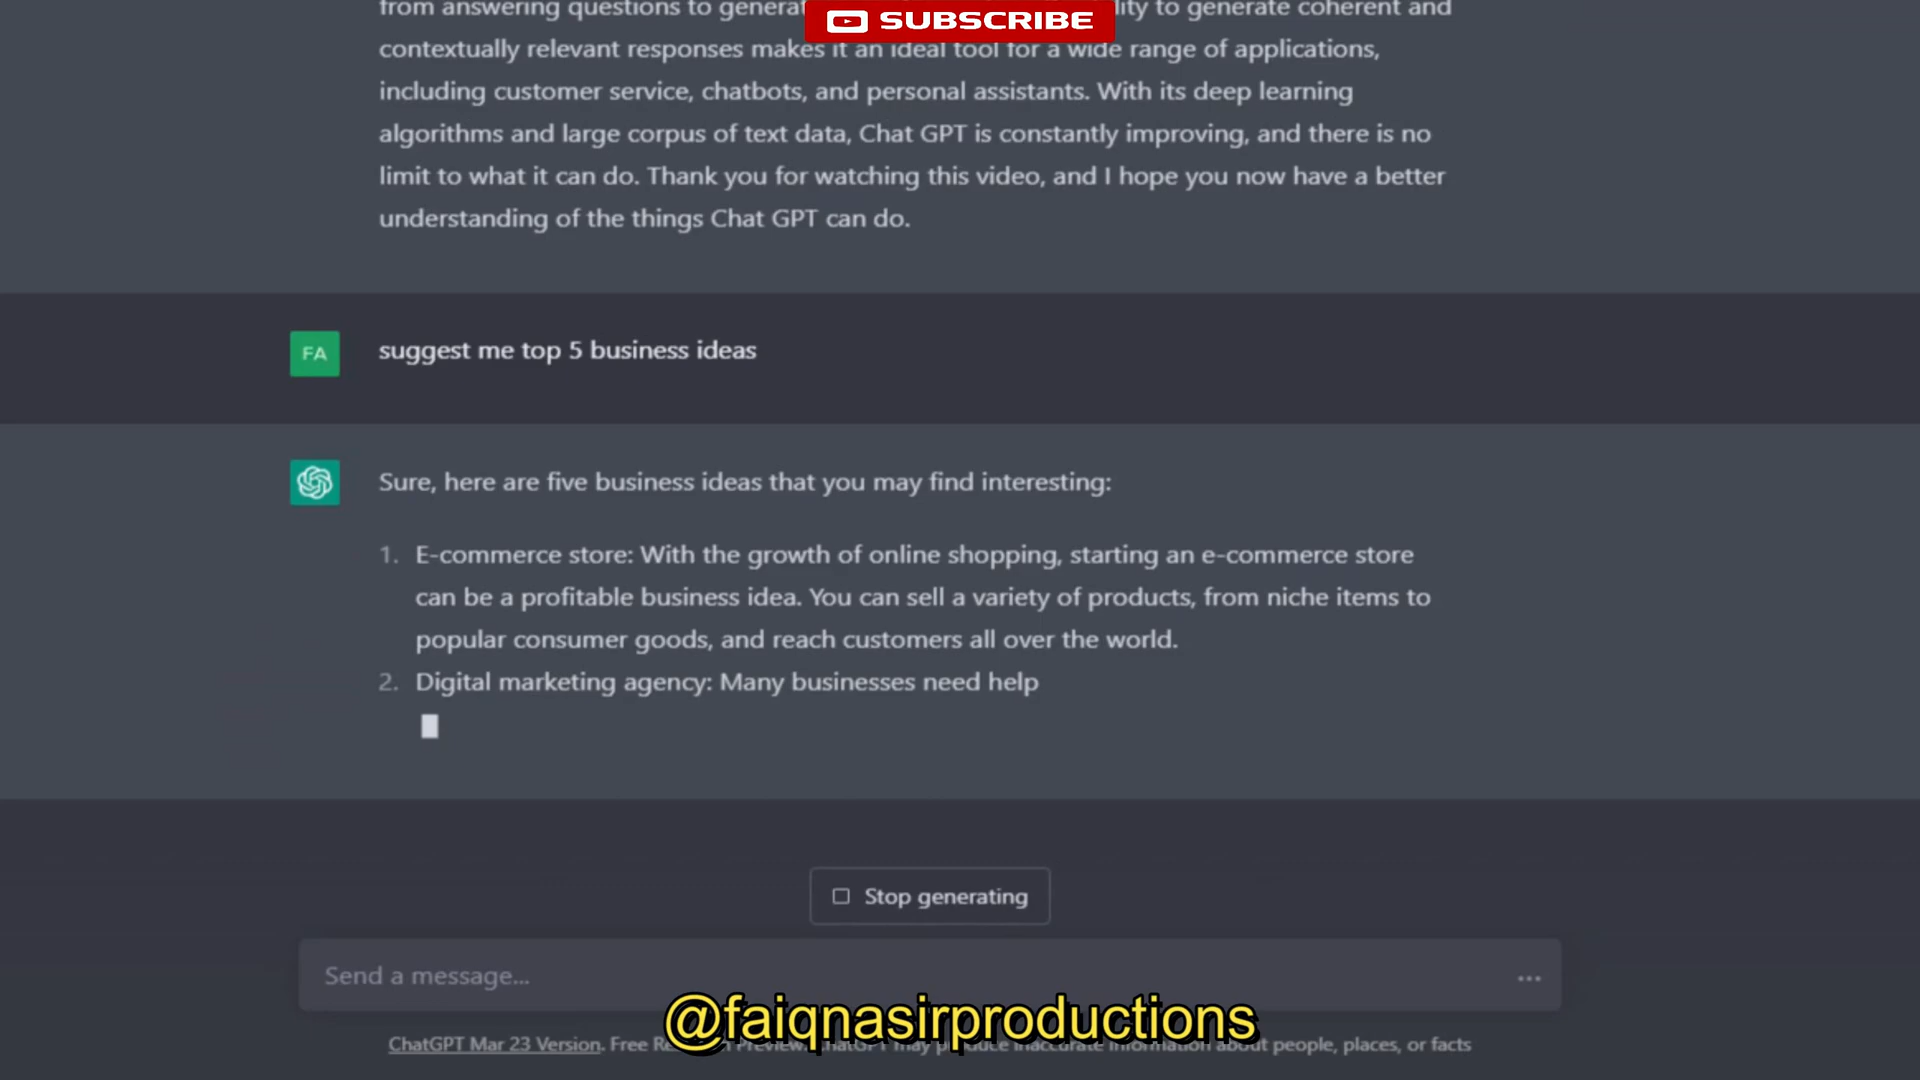 SUBSCRIBE
from answering questions to generat lity to generate coherent and
contextually relevant responses makes it an ideal tool for a wide range of applications,
including customer service, chatbots, and personal assistants. With its deep learning
algorithms and large corpus of text data, Chat GPT is constantly improving, and there is no
limit to what it can do. Thank you for watching this video, and I hope you now have a better
understanding of the things Chat GPT can do.
FA
suggest me top 5 business ideas
Sure, here are five business ideas that you may find interesting:
1. E-commerce store: With the growth of online shopping, starting an e-commerce store
can be a profitable business idea. You can sell a variety of products, from niche items to
popular consumer goods, and reach customers all over the world.
2. Digital marketing agency: Many businesses need help
Stop generating
Send a message...
@faiqnasirproductions
ChatGPT Mar 23 Version. Free Preview. ChatGPT may inaccurate information about people, places, or facts